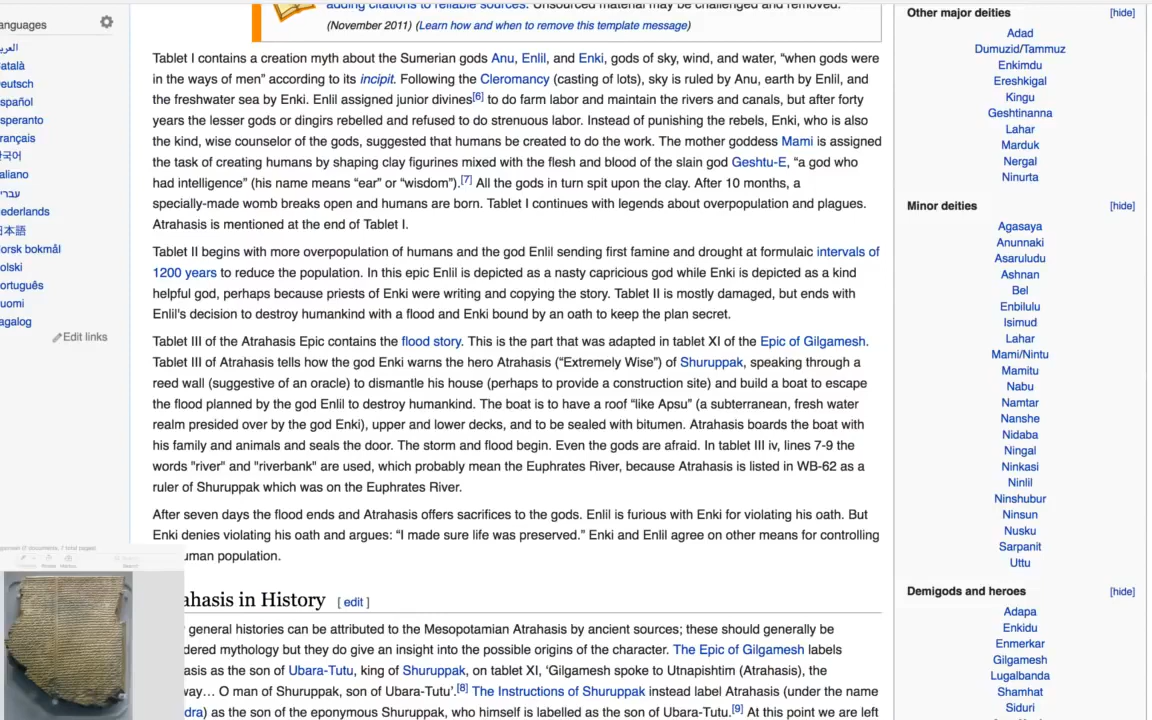 adding citations to reliable sources. Unsourced material may be challenged and removed.
(November 2011) (Learn how and when to remove this template message)
anguages
العربية
atalà
eutsch
spañol
speranto
rançais
국어
aliano
עברית
ederlands
日本語
orsk bokmål
olski
ortuguês
uomi
agalog
Edit links
Tablet I contains a creation myth about the Sumerian gods Anu, Enlil, and Enki, gods of sky, wind, and water, “when gods were
in the ways of men” according to its incipit. Following the Cleromancy (casting of lots), sky is ruled by Anu, earth by Enlil, and
the freshwater sea by Enki. Enlil assigned junior divines[6] to do farm labor and maintain the rivers and canals, but after forty
years the lesser gods or dingirs rebelled and refused to do strenuous labor. Instead of punishing the rebels, Enki, who is also
the kind, wise counselor of the gods, suggested that humans be created to do the work. The mother goddess Mami is assigned
the task of creating humans by shaping clay figurines mixed with the flesh and blood of the slain god Geshtu-E, “a god who
had intelligence” (his name means “ear” or “wisdom”).[7] All the gods in turn spit upon the clay. After 10 months, a
specially-made womb breaks open and humans are born. Tablet I continues with legends about overpopulation and plagues.
Atrahasis is mentioned at the end of Tablet I.
Tablet II begins with more overpopulation of humans and the god Enlil sending first famine and drought at formulaic intervals of
1200 years to reduce the population. In this epic Enlil is depicted as a nasty capricious god while Enki is depicted as a kind
helpful god, perhaps because priests of Enki were writing and copying the story. Tablet II is mostly damaged, but ends with
Enlil's decision to destroy humankind with a flood and Enki bound by an oath to keep the plan secret.
Tablet III of the Atrahasis Epic contains the flood story. This is the part that was adapted in tablet XI of the Epic of Gilgamesh.
Tablet III of Atrahasis tells how the god Enki warns the hero Atrahasis (“Extremely Wise”) of Shuruppak, speaking through a
reed wall (suggestive of an oracle) to dismantle his house (perhaps to provide a construction site) and build a boat to escape
the flood planned by the god Enlil to destroy humankind. The boat is to have a roof “like Apsu” (a subterranean, fresh water
realm presided over by the god Enki), upper and lower decks, and to be sealed with bitumen. Atrahasis boards the boat with
his family and animals and seals the door. The storm and flood begin. Even the gods are afraid. In tablet III iv, lines 7-9 the
words "river" and "riverbank" are used, which probably mean the Euphrates River, because Atrahasis is listed in WB-62 as a
ruler of Shuruppak which was on the Euphrates River.
After seven days the flood ends and Atrahasis offers sacrifices to the gods. Enlil is furious with Enki for violating his oath. But
Enki denies violating his oath and argues: “I made sure life was preserved.” Enki and Enlil agree on other means for controlling
uman population.
ahasis in History [ edit ]
general histories can be attributed to the Mesopotamian Atrahasis by ancient sources; these should generally be
dered mythology but they do give an insight into the possible origins of the character. The Epic of Gilgamesh labels
asis as the son of Ubara-Tutu, king of Shuruppak, on tablet XI, ‘Gilgamesh spoke to Utnapishtim (Atrahasis), the
way… O man of Shuruppak, son of Ubara-Tutu’.[8] The Instructions of Shuruppak instead label Atrahasis (under the name
dra) as the son of the eponymous Shuruppak, who himself is labelled as the son of Ubara-Tutu.[9] At this point we are left
Other major deities [hide]
Adad
Dumuzid/Tammuz
Enkimdu
Ereshkigal
Kingu
Geshtinanna
Lahar
Marduk
Nergal
Ninurta
Minor deities [hide]
Agasaya
Anunnaki
Asaruludu
Ashnan
Bel
Enbilulu
Isimud
Lahar
Mami/Nintu
Mamitu
Nabu
Namtar
Nanshe
Nidaba
Ningal
Ninkasi
Ninlil
Ninshubur
Ninsun
Nusku
Sarpanit
Uttu
Demigods and heroes [hide]
Adapa
Enkidu
Enmerkar
Gilgamesh
Lugalbanda
Shamhat
Siduri